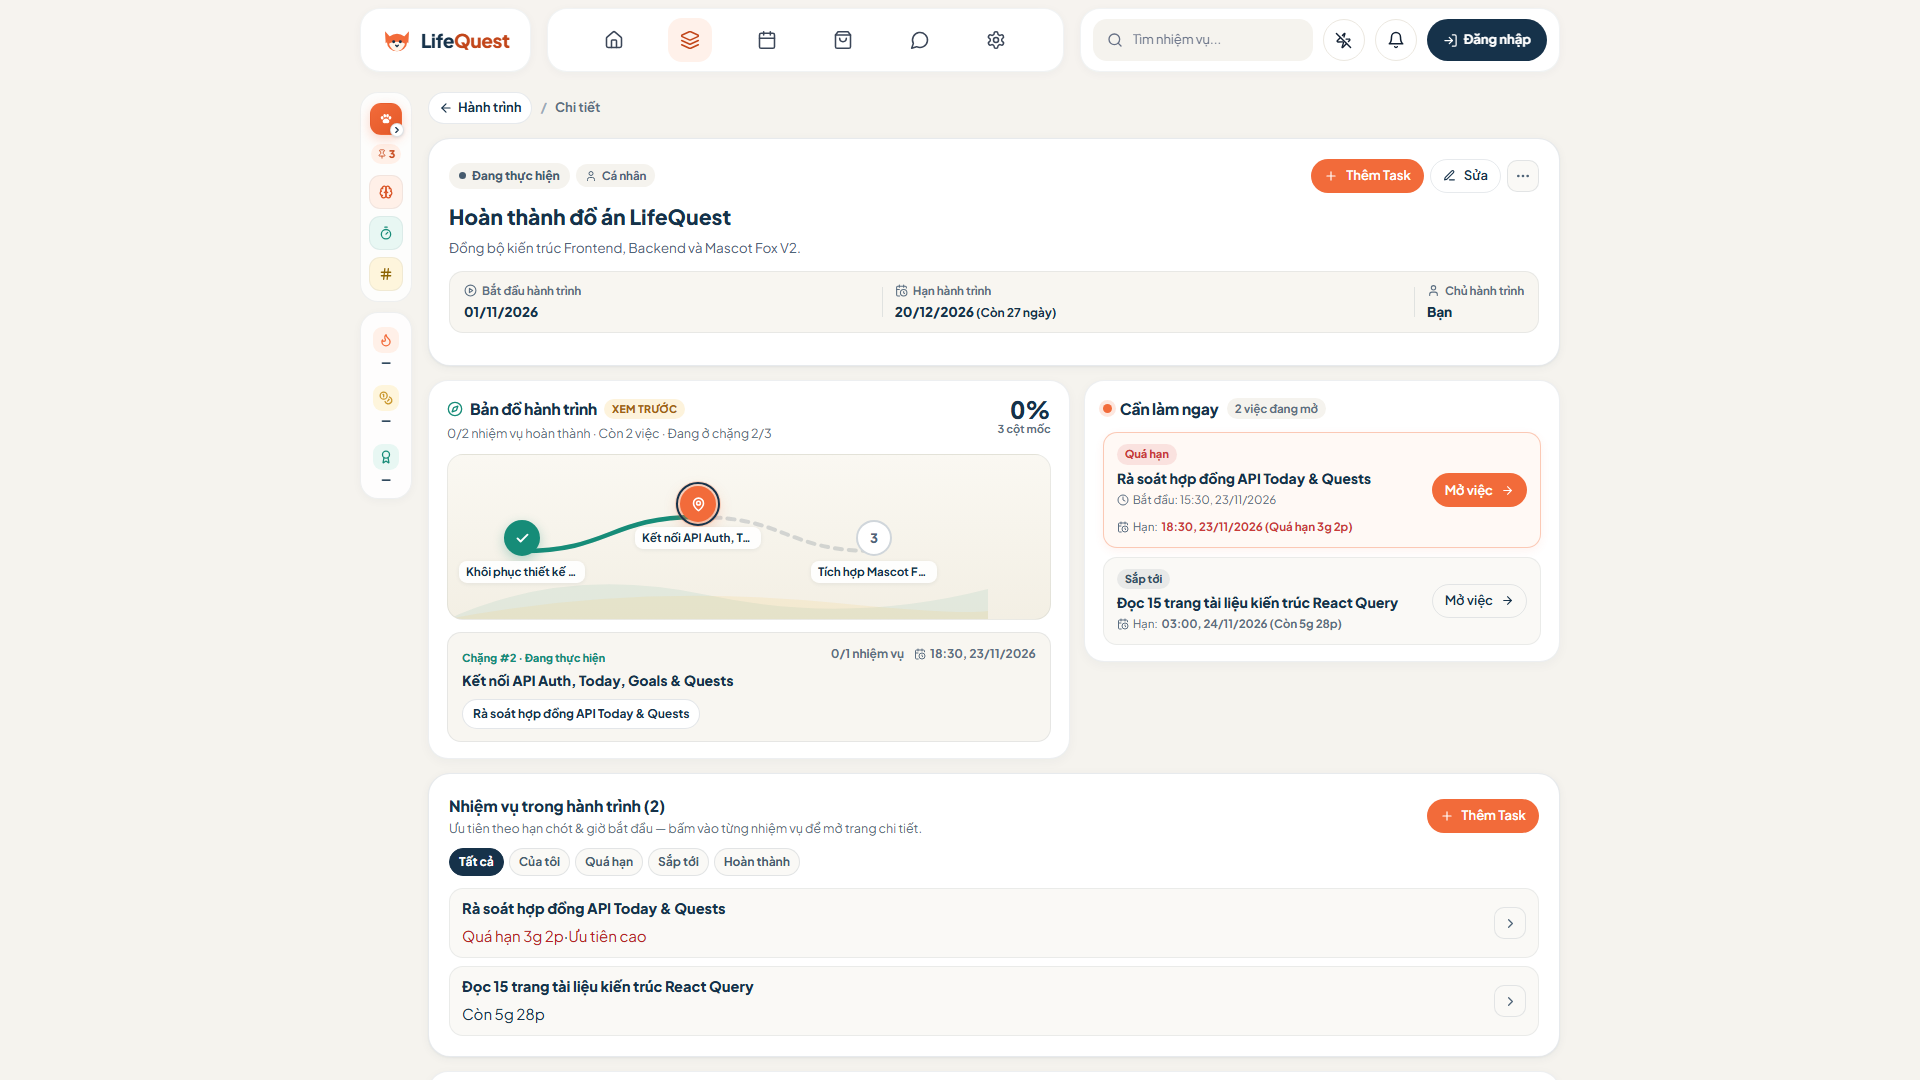 LifeQuest
Tìm nhiệm vụ...
Đăng nhập
Hành trình / Chi tiết
3
Đang thực hiện
Cá nhân
Thêm Task
Sửa
Hoàn thành đồ án LifeQuest
Đồng bộ kiến trúc Frontend, Backend và Mascot Fox V2.
Bắt đầu hành trình
01/11/2026
Hạn hành trình
20/12/2026 (Còn 27 ngày)
Chủ hành trình
Bạn
–
–
–
Bản đồ hành trình
XEM TRƯỚC
0%
0/2 nhiệm vụ hoàn thành · Còn 2 việc · Đang ở chặng 2/3
3 cột mốc
Khôi phục thiết kế ...
Kết nối API Auth, T...
3
Tích hợp Mascot F...
Chặng #2 · Đang thực hiện
0/1 nhiệm vụ
18:30, 23/11/2026
Kết nối API Auth, Today, Goals & Quests
Rà soát hợp đồng API Today & Quests
Cần làm ngay
2 việc đang mở
Quá hạn
Rà soát hợp đồng API Today & Quests
Bắt đầu: 15:30, 23/11/2026
Hạn: 18:30, 23/11/2026 (Quá hạn 3g 2p)
Mở việc
Sắp tới
Đọc 15 trang tài liệu kiến trúc React Query
Hạn: 03:00, 24/11/2026 (Còn 5g 28p)
Mở việc
Nhiệm vụ trong hành trình (2)
Ưu tiên theo hạn chót & giờ bắt đầu — bấm vào từng nhiệm vụ để mở trang chi tiết.
Thêm Task
Tất cả
Của tôi
Quá hạn
Sắp tới
Hoàn thành
Rà soát hợp đồng API Today & Quests
Quá hạn 3g 2p·Ưu tiên cao
Đọc 15 trang tài liệu kiến trúc React Query
Còn 5g 28p